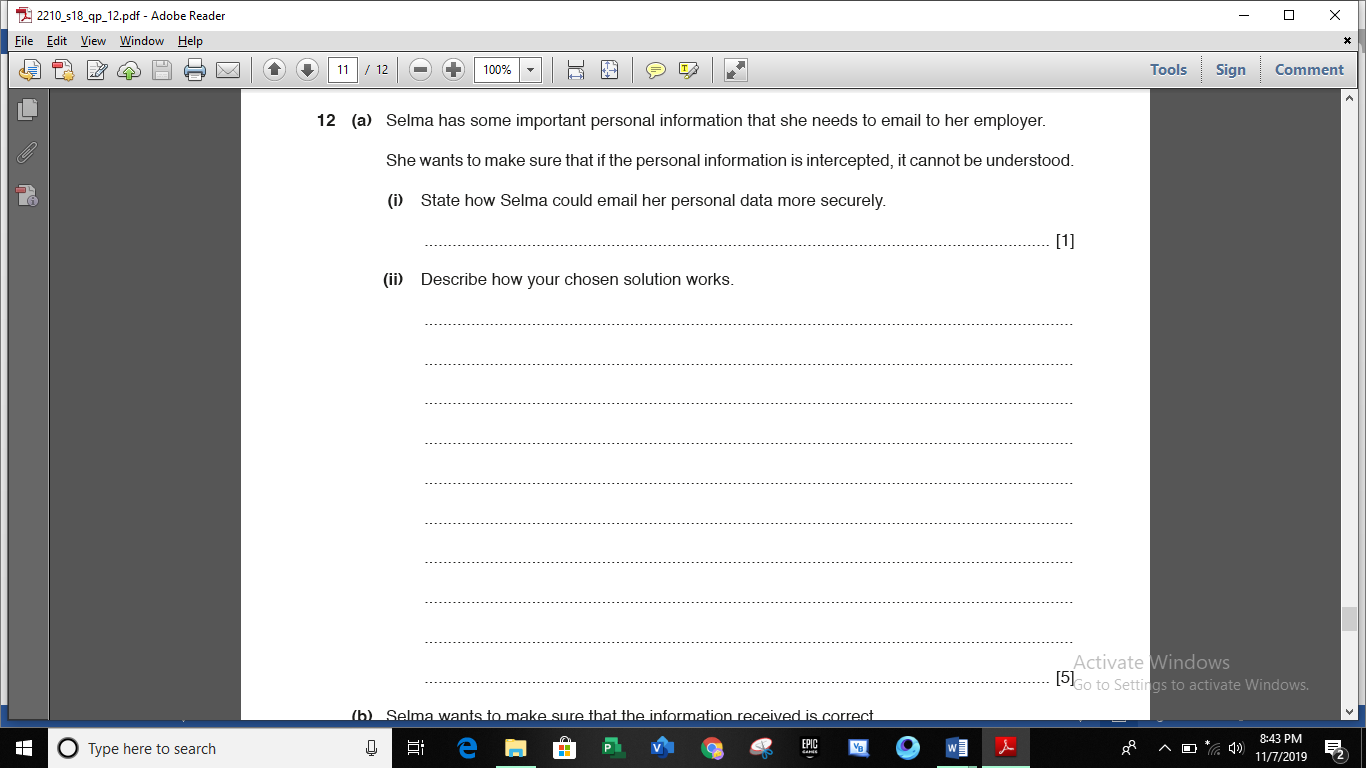 2210_s18_qp_12.pdf - Adobe Reader
File Edit View Window Help
11 / 12 100% Tools Sign Comment
12 (a) Selma has some important personal information that she needs to email to her employer.
She wants to make sure that if the personal information is intercepted, it cannot be understood.
(i) State how Selma could email her personal data more securely.
[1]
(ii) Describe how your chosen solution works.
[5]
Activate Windows
Go to Settings to activate Windows.
(b) Selma wants to make sure that the information received is correct
Type here to search
8:43 PM
11/7/2019
2